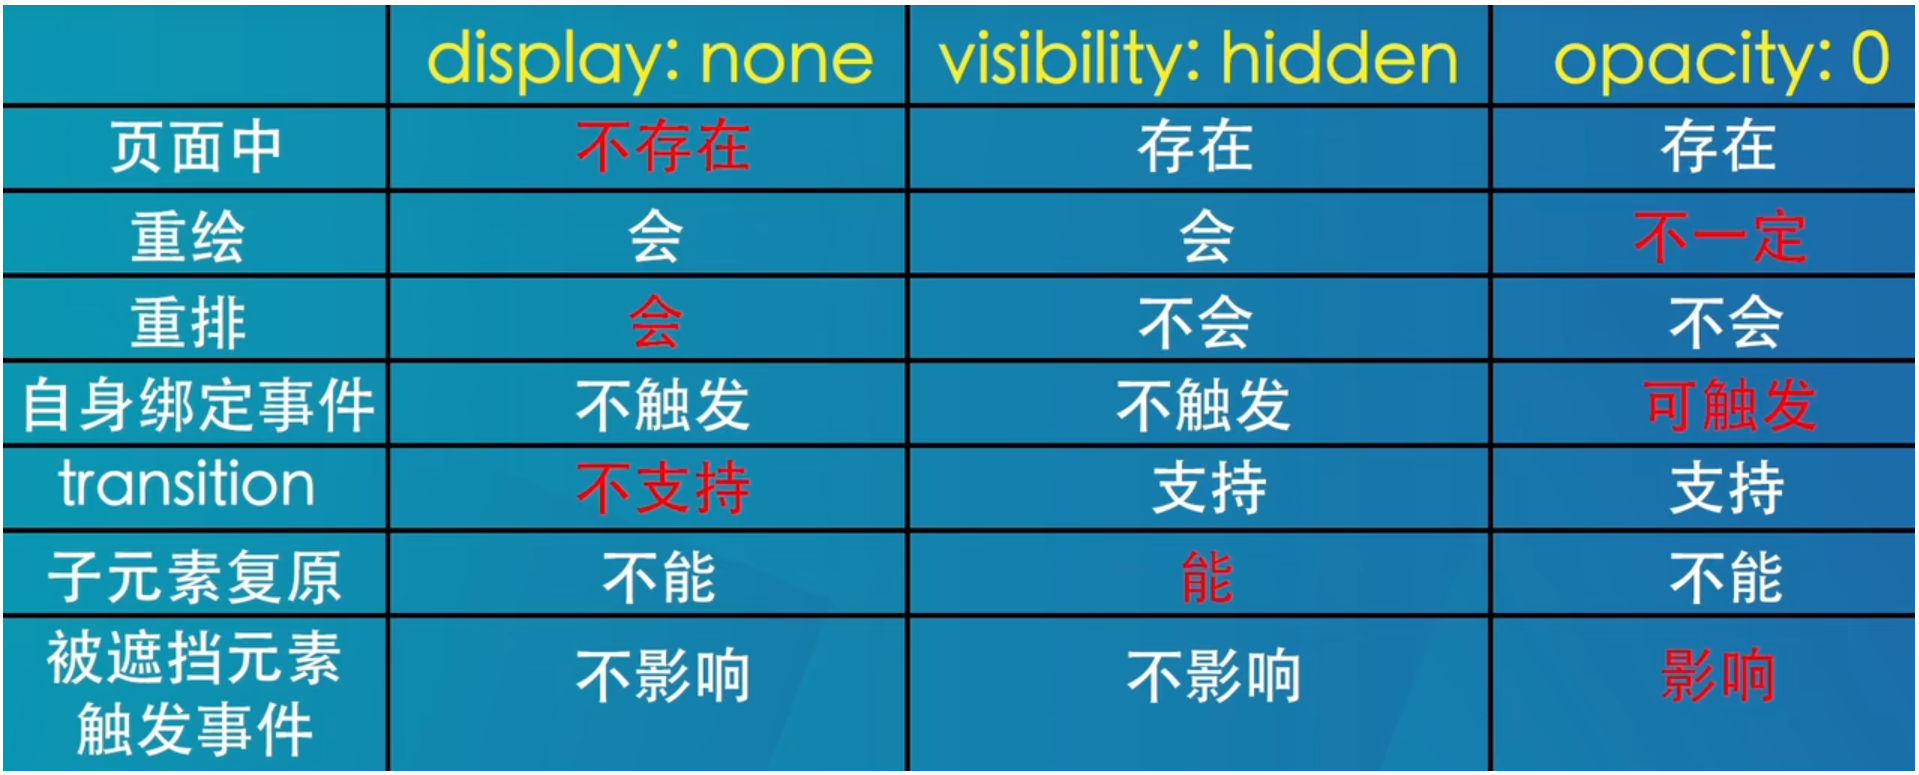 display: none visibility: hidden opacity: 0
页面中 不存在 存在 存在
重绘 会 会 不一定
重排 会 不会 不会
自身绑定事件 不触发 不触发 可触发
transition 不支持 支持 支持
子元素复原 不能 能 不能
被遮挡元素
触发事件 不影响 不影响 影响